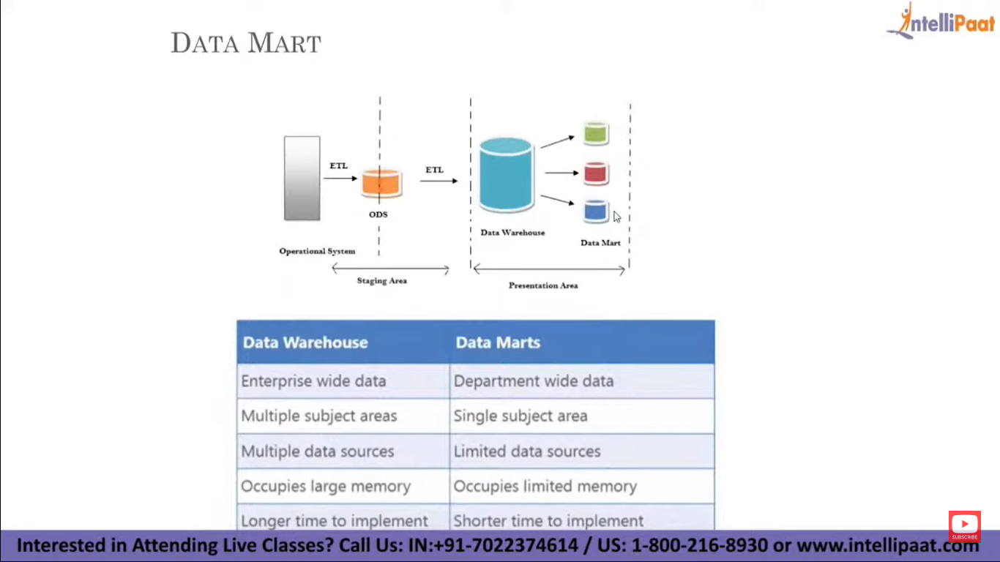 IntelliPaat
DATA MART
ETL
ETL
ODS
Data Warehouse
Data Mart
Operational System
Staging Area
Presentation Area
Data Warehouse Data Marts
Enterprise wide data Department wide data
Multiple subject areas Single subject area
Multiple data sources Limited data sources
Occupies large memory Occupies limited memory
Longer time to implement Shorter time to implement
SUBSCRIBE
Interested in Attending Live Classes? Call Us: IN:+91-7022374614 / US: 1-800-216-8930 or www.intellipaat.com